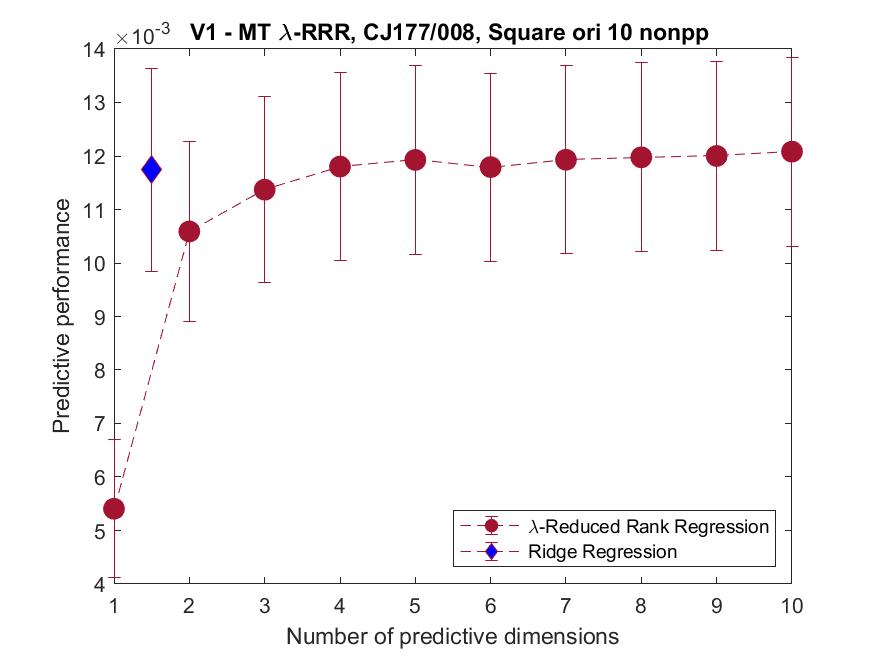 ×10⁻³
V1 - MT λ-RRR, CJ177/008, Square ori 10 nonpp
14
13
12
11
10
9
8
7
6
5
4
Predictive performance
λ-Reduced Rank Regression
Ridge Regression
1 2 3 4 5 6 7 8 9 10
Number of predictive dimensions